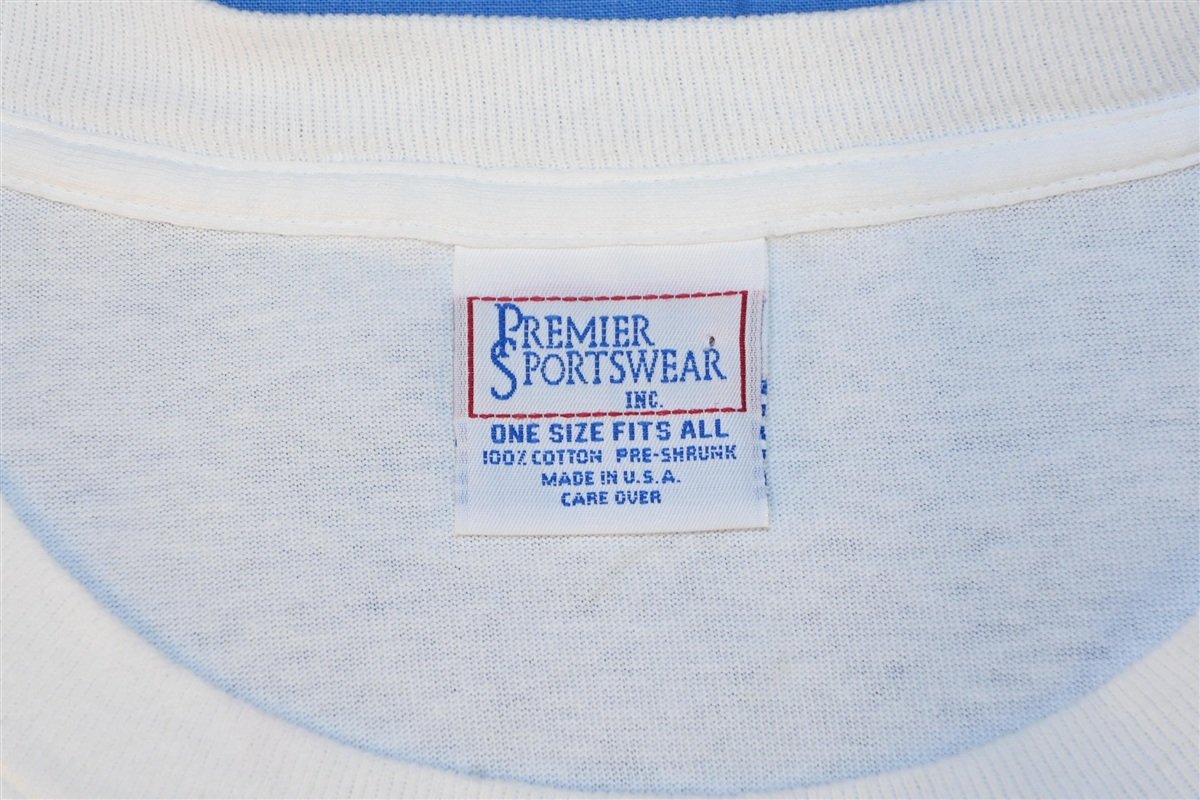 PREMIER
SPORTSWEAR
INC.
ONE SIZE FITS ALL
100% COTTON PRE-SHRUNK
MADE IN U.S.A.
CARE OVER